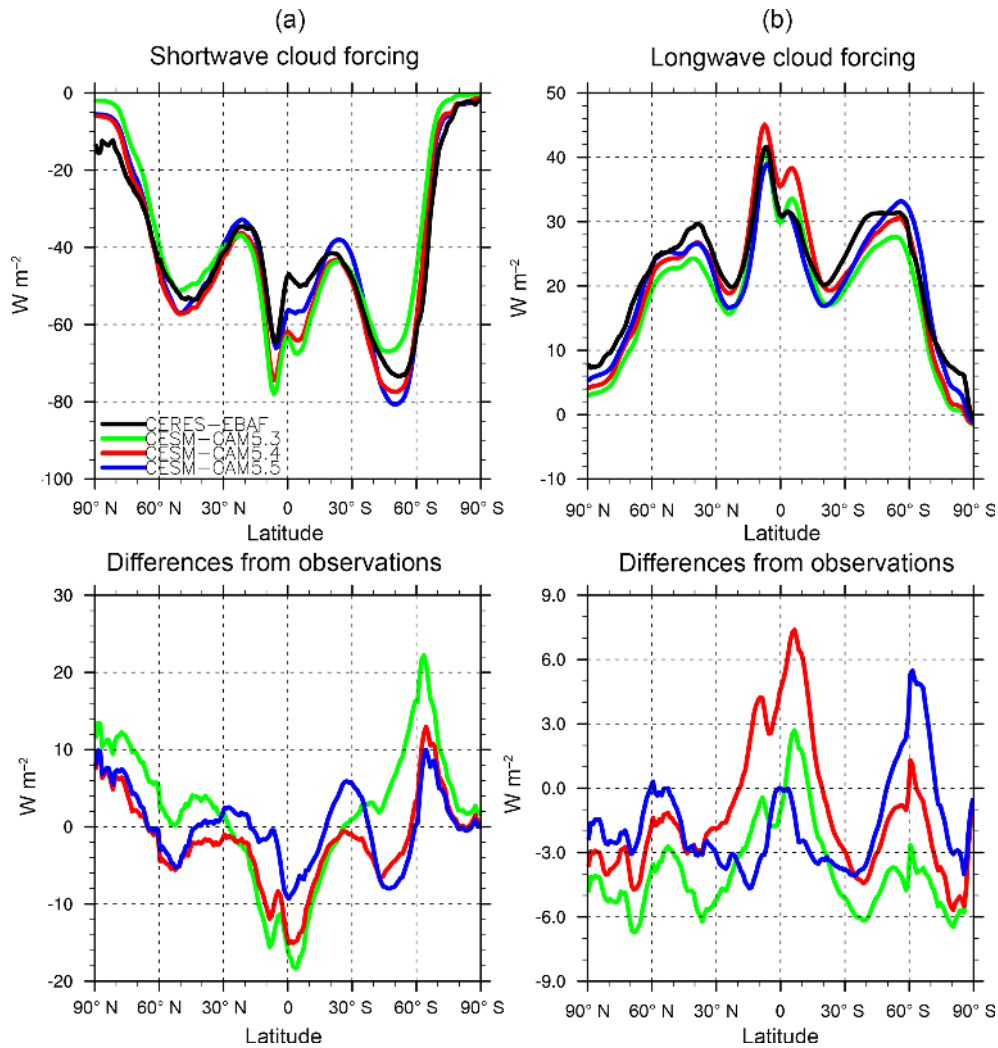 (a)
Shortwave cloud forcing
0
-20
-40
-60
-80
-100
W m⁻²
CERES-EBAF
CESM-CAM5.3
CESM-CAM5.4
CESM-CAM5.5
90° N 60° N 30° N 0 30° S 60° S 90° S
Latitude
(b)
Longwave cloud forcing
50
40
30
20
10
0
-10
W m⁻²
90° N 60° N 30° N 0 30° S 60° S 90° S
Latitude
Differences from observations
30
20
10
0
-10
-20
W m⁻²
90° N 60° N 30° N 0 30° S 60° S 90° S
Latitude
Differences from observations
9.0
6.0
3.0
0.0
-3.0
-6.0
-9.0
W m⁻²
90° N 60° N 30° N 0 30° S 60° S 90° S
Latitude